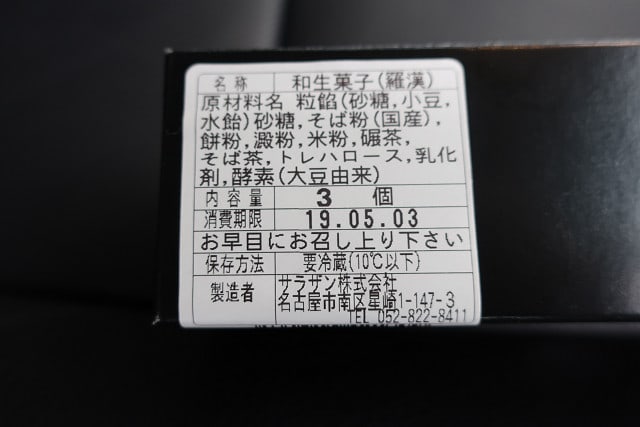 名称 和生菓子(羅漢)
原材料名 粒餡(砂糖,小豆,
水飴)砂糖,そば粉(国産),
餅粉,澱粉,米粉,碾茶,
そば茶,トレハロース,乳化
剤,酵素(大豆由来)
内容量 3 個
消費期限 19.05.03
お早目にお召し上り下さい
保存方法 要冷蔵(10℃以下)
製造者 サラザン株式会社
名古屋市南区星崎1-147-3
TEL 052-822-8411